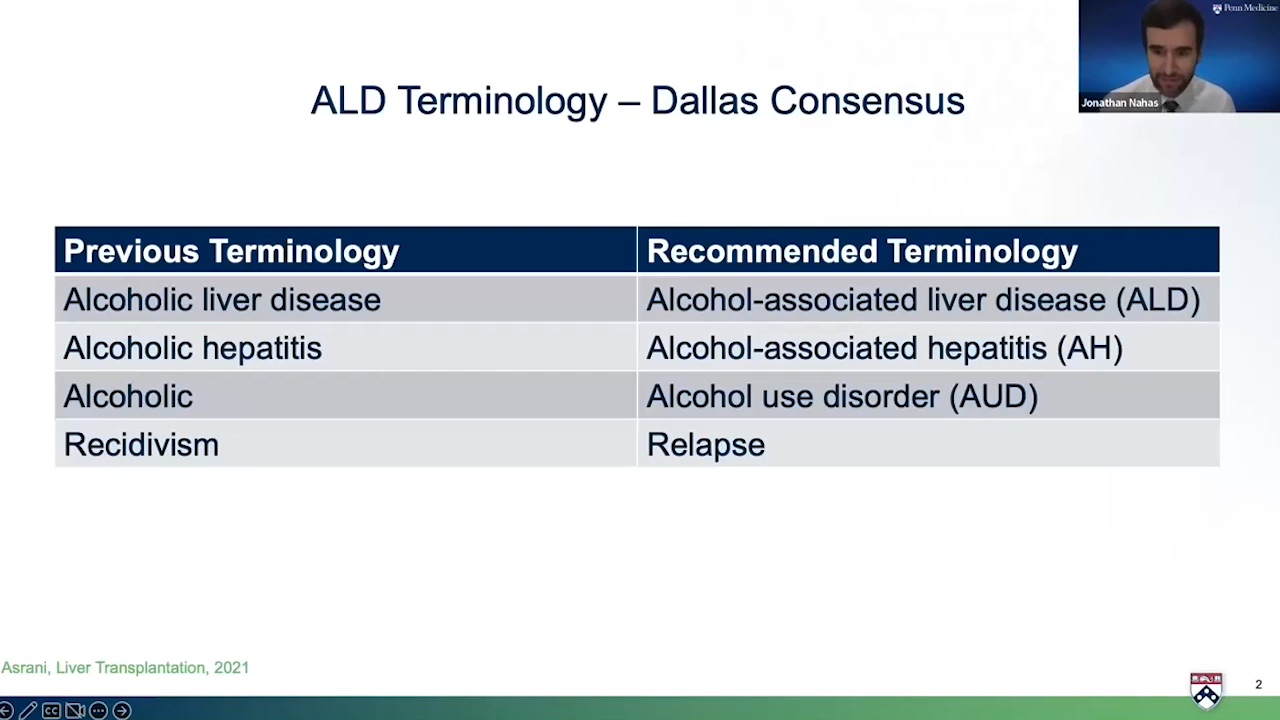 Penn Medicine
Jonathan Nahas
ALD Terminology – Dallas Consensus
Previous Terminology
Recommended Terminology
Alcoholic liver disease
Alcohol-associated liver disease (ALD)
Alcoholic hepatitis
Alcohol-associated hepatitis (AH)
Alcoholic
Alcohol use disorder (AUD)
Recidivism
Relapse
Asrani, Liver Transplantation, 2021
2
CC